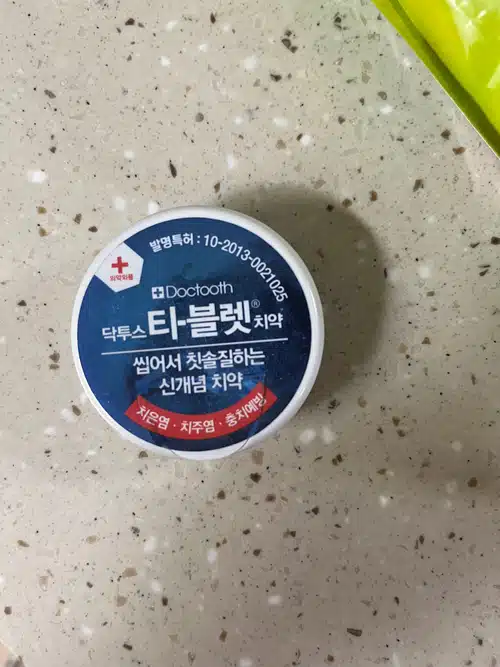 발명특허 : 10-2013-0021025
의약외품
Doctooth
닥투스 타-블렛® 치약
씹어서 칫솔질하는
신개념 치약
치은염 · 치주염 · 충치예방